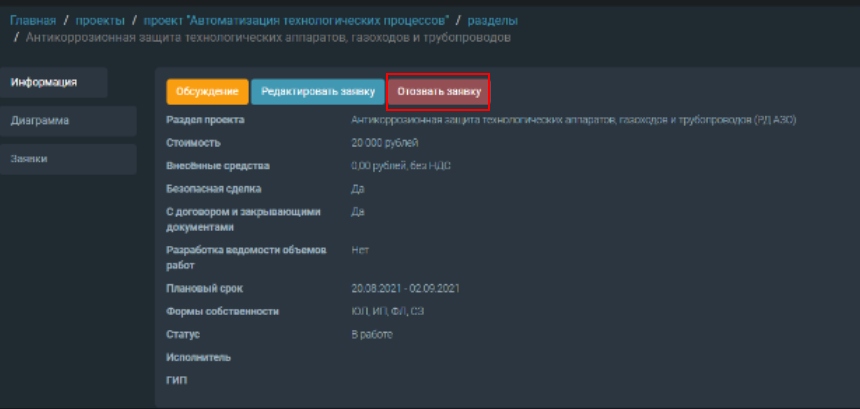 Главная / проекты / проект "Автоматизация технологических процессов" / разделы
/ Антикоррозионная защита технологических аппаратов, газоходов и трубопроводов
Информация
Диаграмма
Заявки
Обсуждение Редактировать заявку Отозвать заявку
Раздел проекта Антикоррозионная защита технологических аппаратов, газоходов и трубопроводов (РД АЗО)
Стоимость 20 000 рублей
Внесённые средства 0,00 рублей, без НДС
Безопасная сделка Да
С договором и закрывающими Да
документами
Разработка ведомости объемов Нет
работ
Плановый срок 20.08.2021 - 02.09.2021
Формы собственности ЮЛ, ИП, ФЛ, СЗ
Статус В работе
Исполнитель
ГИП